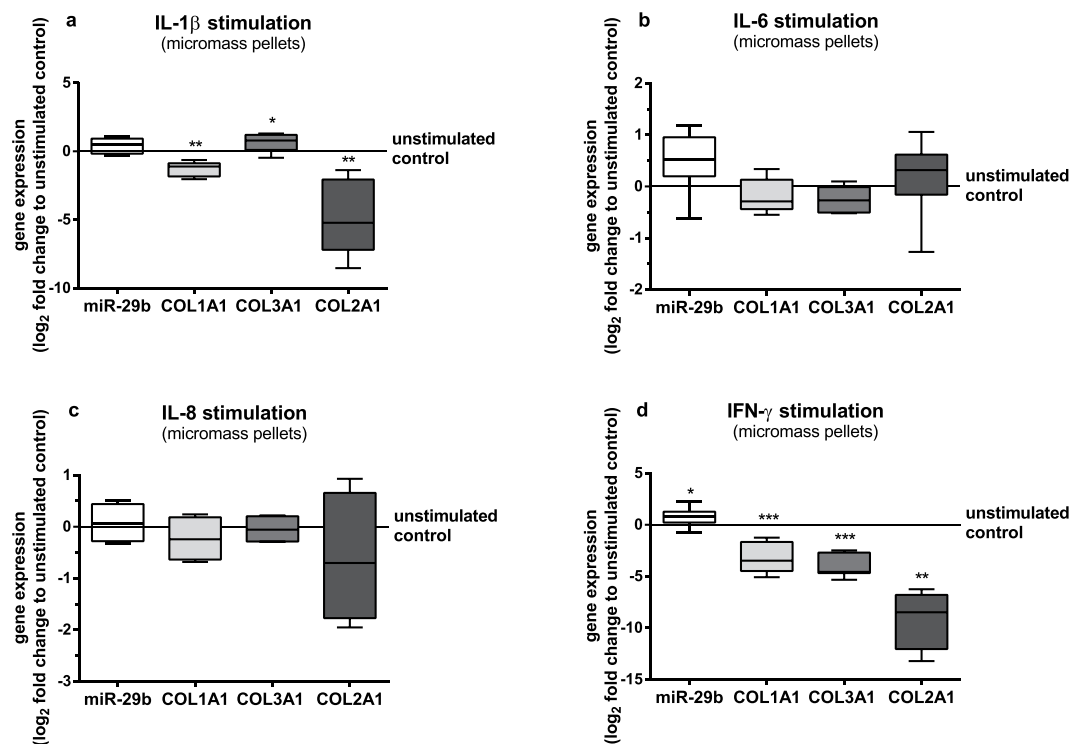 a
IL-1β stimulation
(micromass pellets)
gene expression
(log2 fold change to unstimulated control)
5
0
-5
-10
**
*
**
unstimulated
control
miR-29b COL1A1 COL3A1 COL2A1
b
IL-6 stimulation
(micromass pellets)
gene expression
(log2 fold change to unstimulated control)
2
1
0
-1
-2
unstimulated
control
miR-29b COL1A1 COL3A1 COL2A1
c
IL-8 stimulation
(micromass pellets)
gene expression
(log2 fold change to unstimulated control)
1
0
-1
-2
-3
unstimulated
control
miR-29b COL1A1 COL3A1 COL2A1
d
IFN-γ stimulation
(micromass pellets)
gene expression
(log2 fold change to unstimulated control)
5
0
-5
-10
-15
*
***
***
**
unstimulated
control
miR-29b COL1A1 COL3A1 COL2A1